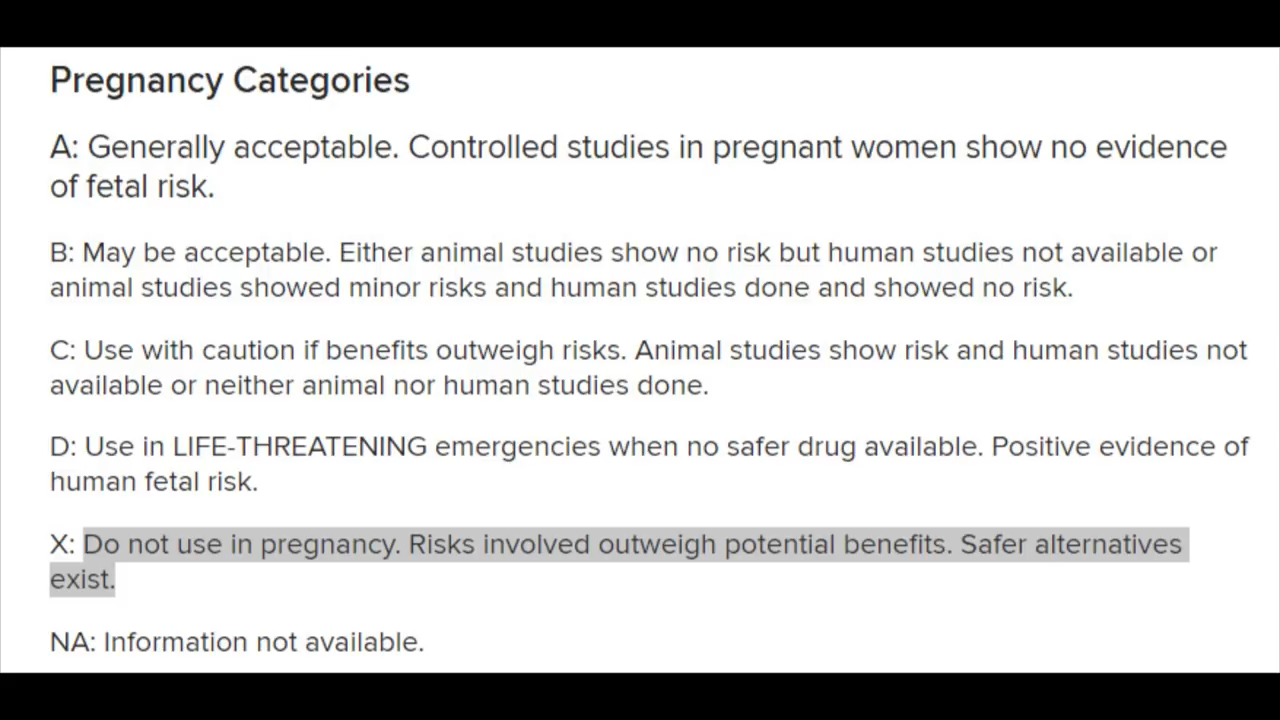 Pregnancy Categories
A: Generally acceptable. Controlled studies in pregnant women show no evidence
of fetal risk.
B: May be acceptable. Either animal studies show no risk but human studies not available or
animal studies showed minor risks and human studies done and showed no risk.
C: Use with caution if benefits outweigh risks. Animal studies show risk and human studies not
available or neither animal nor human studies done.
D: Use in LIFE-THREATENING emergencies when no safer drug available. Positive evidence of
human fetal risk.
X: Do not use in pregnancy. Risks involved outweigh potential benefits. Safer alternatives
exist.
NA: Information not available.